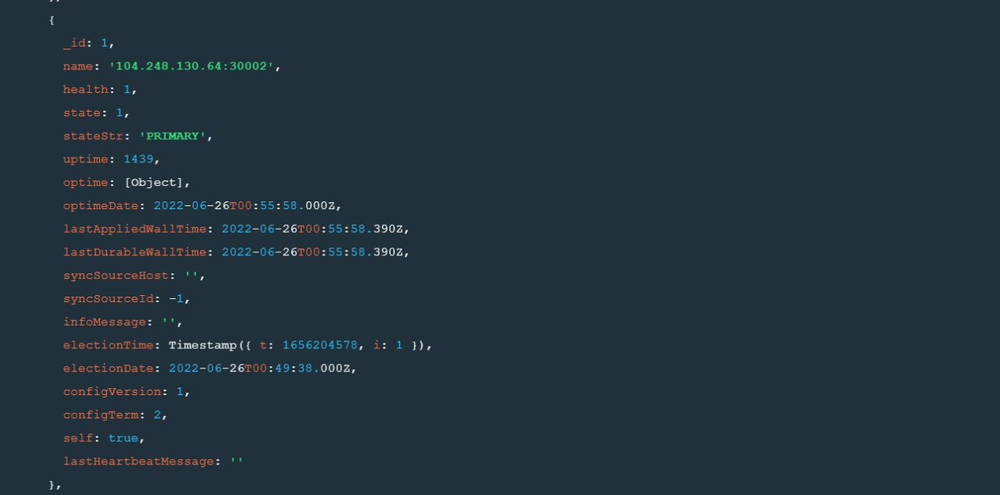 },
{
_id: 1,
name: '104.248.130.64:30002',
health: 1,
state: 1,
stateStr: 'PRIMARY',
uptime: 1439,
optime: [Object],
optimeDate: 2022-06-26T00:55:58.000Z,
lastAppliedWallTime: 2022-06-26T00:55:58.390Z,
lastDurableWallTime: 2022-06-26T00:55:58.390Z,
syncSourceHost: '',
syncSourceId: -1,
infoMessage: '',
electionTime: Timestamp({ t: 1656204578, i: 1 }),
electionDate: 2022-06-26T00:49:38.000Z,
configVersion: 1,
configTerm: 2,
self: true,
lastHeartbeatMessage: ''
},